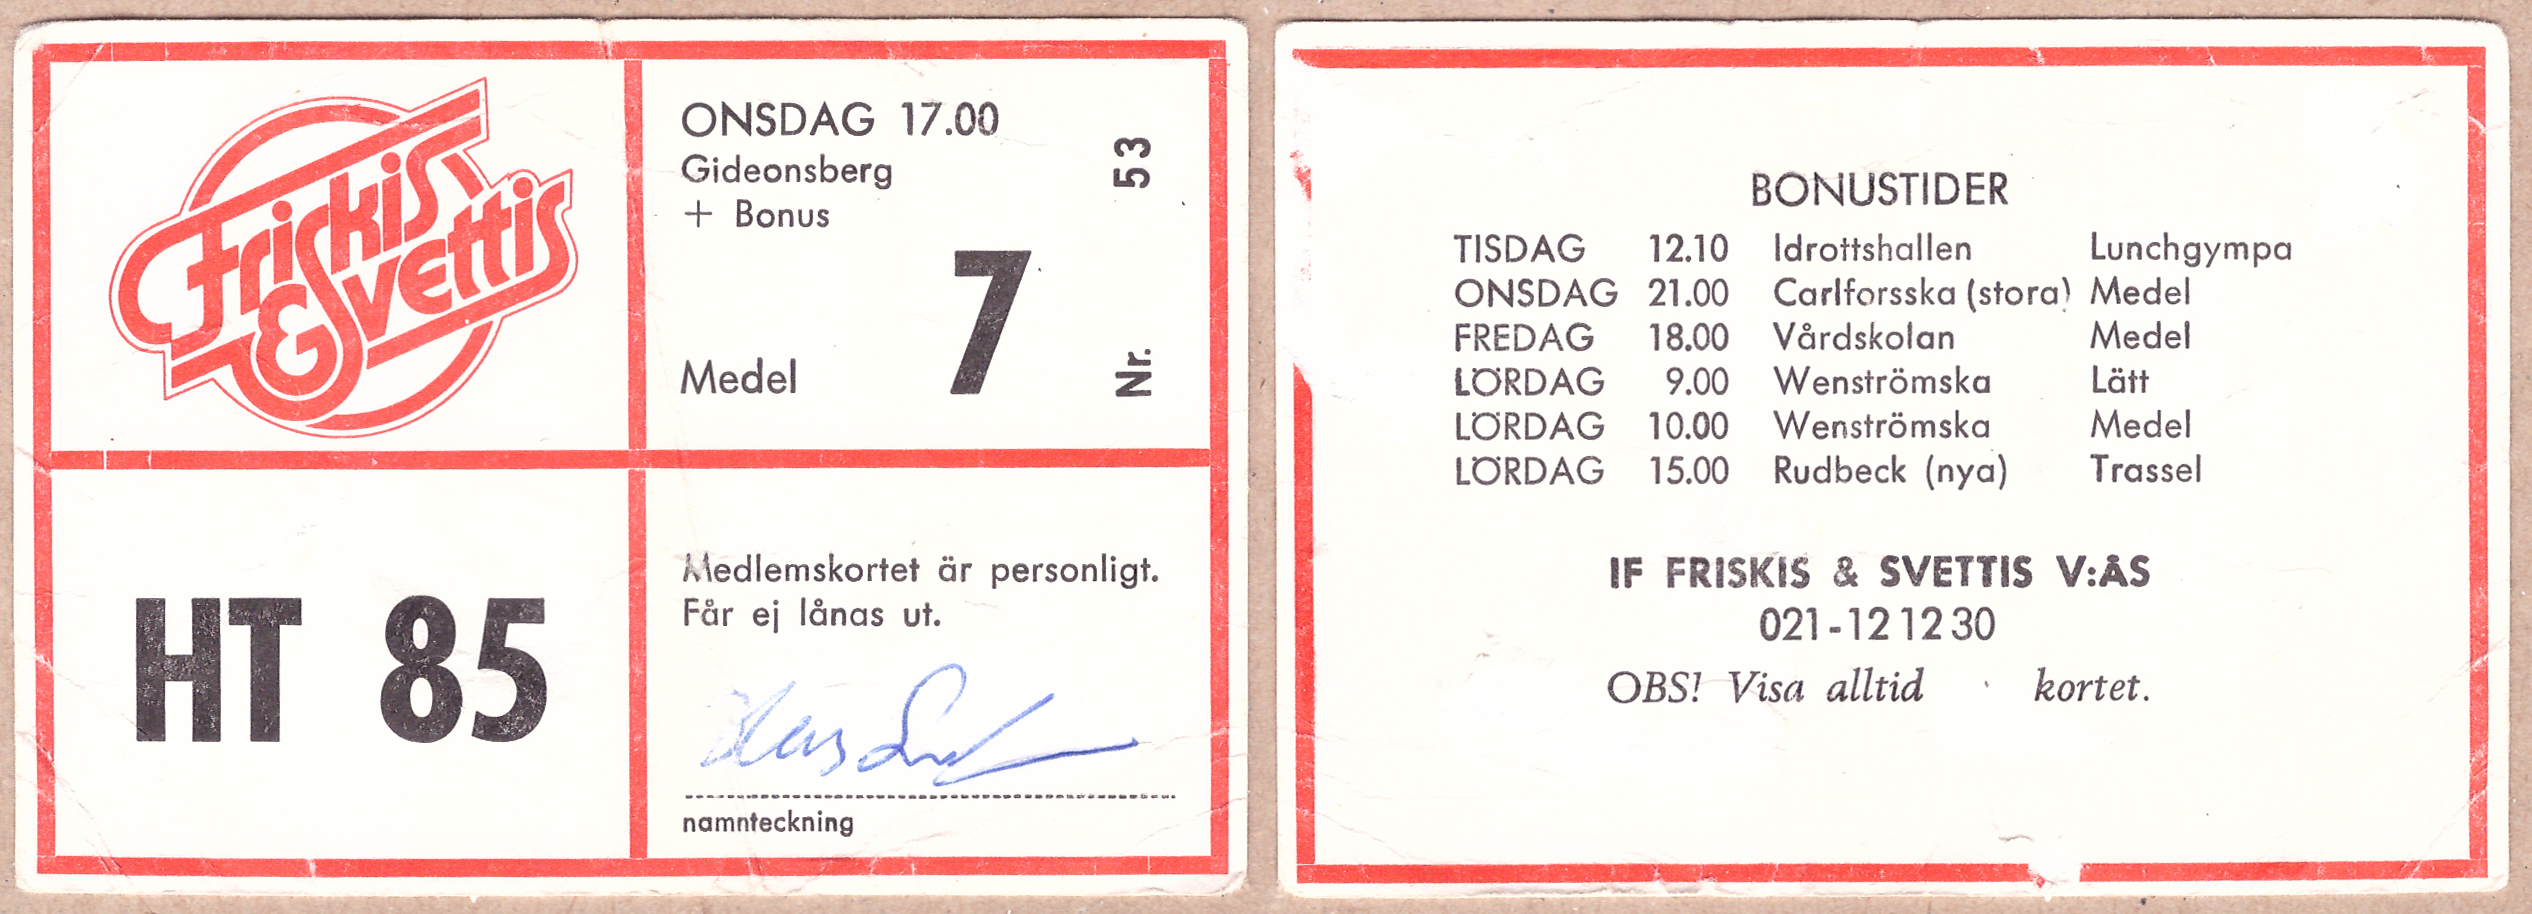 Friskis
&Svettis
ONSDAG 17.00
Gideonsberg
+ Bonus
Medel
7
Nr. 53
HT 85
Medlemskortet är personligt.
Får ej lånas ut.
namnteckning
BONUSTIDER
TISDAG 12.10 Idrottshallen Lunchgympa
ONSDAG 21.00 Carlforsska (stora) Medel
FREDAG 18.00 Vårdskolan Medel
LÖRDAG 9.00 Wenströmska Lätt
LÖRDAG 10.00 Wenströmska Medel
LÖRDAG 15.00 Rudbeck (nya) Trassel
IF FRISKIS & SVETTIS V:ÅS
021-12 12 30
OBS! Visa alltid kortet.